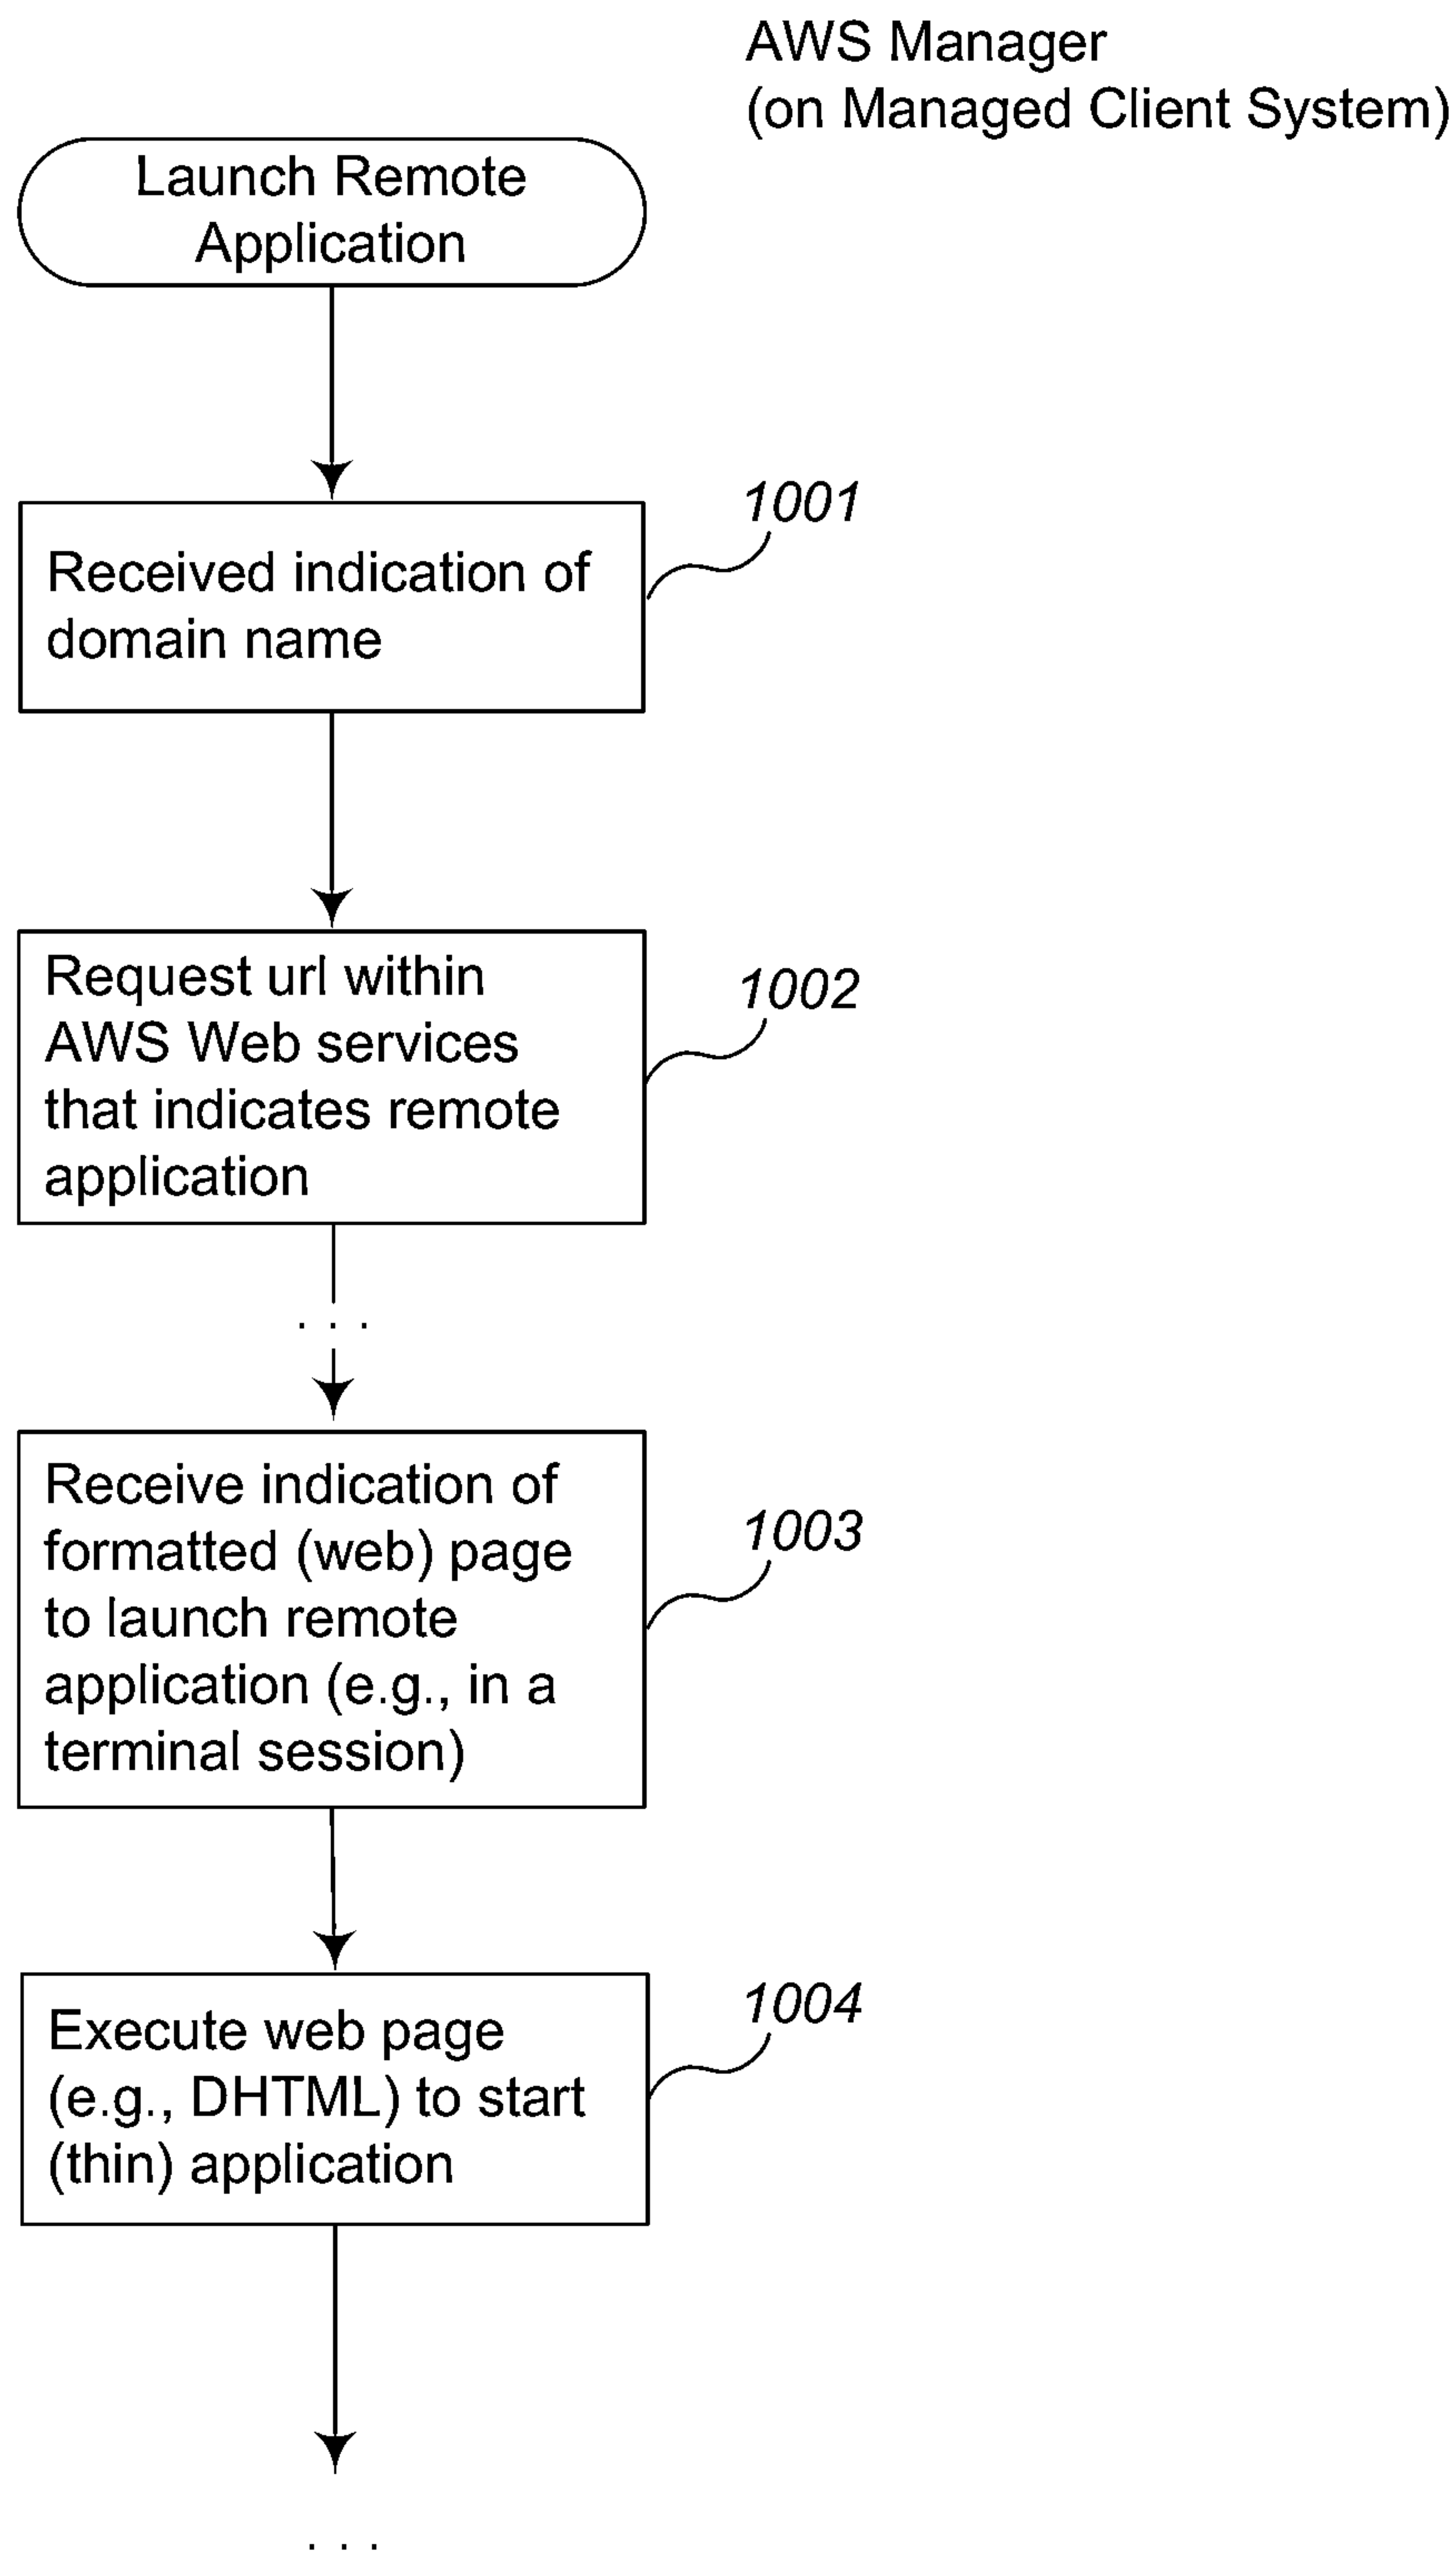 AWS Manager
(on Managed Client System)
Launch Remote
Application
1001
Received indication of
domain name
1002
Request url within
AWS Web services
that indicates remote
application
. . .
1003
Receive indication of
formatted (web) page
to launch remote
application (e.g., in a
terminal session)
1004
Execute web page
(e.g., DHTML) to start
(thin) application
. . .